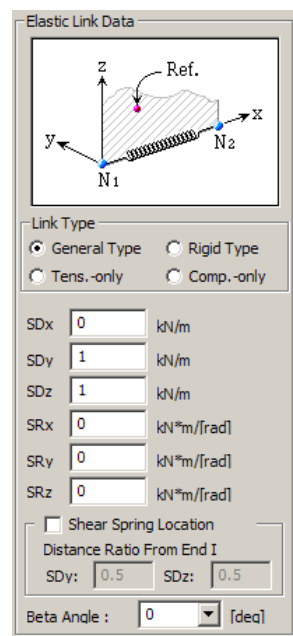 Elastic Link Data
z
Ref.
x
y
N2
N1
Link Type
General Type Rigid Type
Tens.-only Comp.-only
SDx 0 kN/m
SDy 1 kN/m
SDz 1 kN/m
SRx 0 kN*m/[rad]
SRy 0 kN*m/[rad]
SRz 0 kN*m/[rad]
Shear Spring Location
Distance Ratio From End I
SDy: 0.5 SDz: 0.5
Beta Angle : 0 [deg]